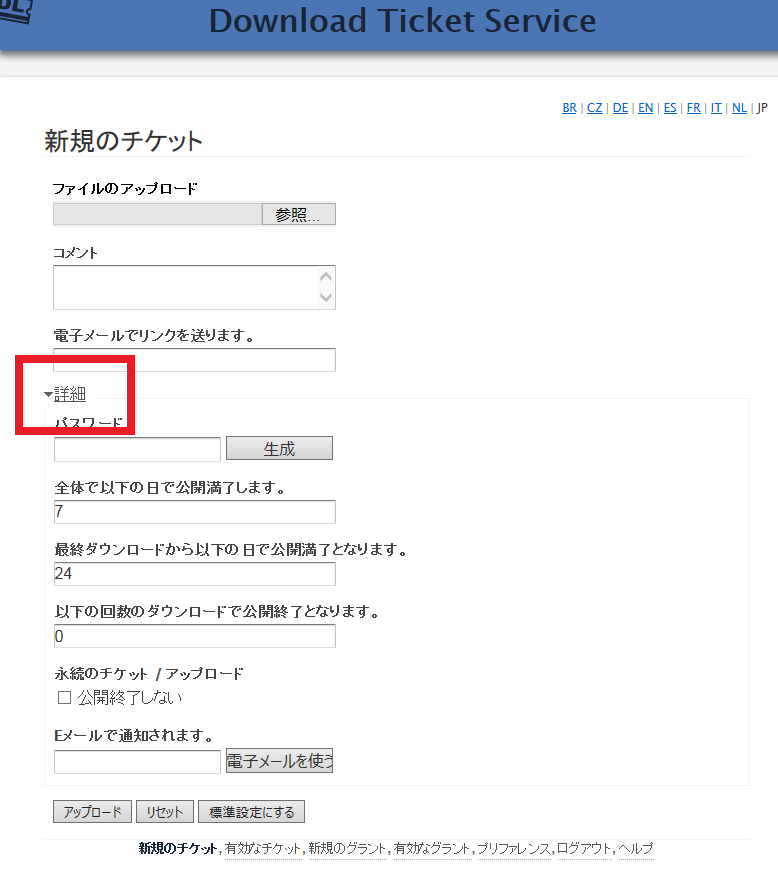 DL
Download Ticket Service
BR | CZ | DE | EN | ES | FR | IT | NL | JP
新規のチケット
ファイルのアップロード
参照...
コメント
電子メールでリンクを送ります。
詳細
パスワード
生成
全体で以下の日で公開満了します。
7
最終ダウンロードから以下の日で公開満了となります。
24
以下の回数のダウンロードで公開終了となります。
0
永続のチケット / アップロード
公開終了しない
Eメールで通知されます。
電子メールを使う
アップロード リセット 標準設定にする
新規のチケット, 有効なチケット, 新規のグラント, 有効なグラント, プリファレンス, ログアウト, ヘルプ